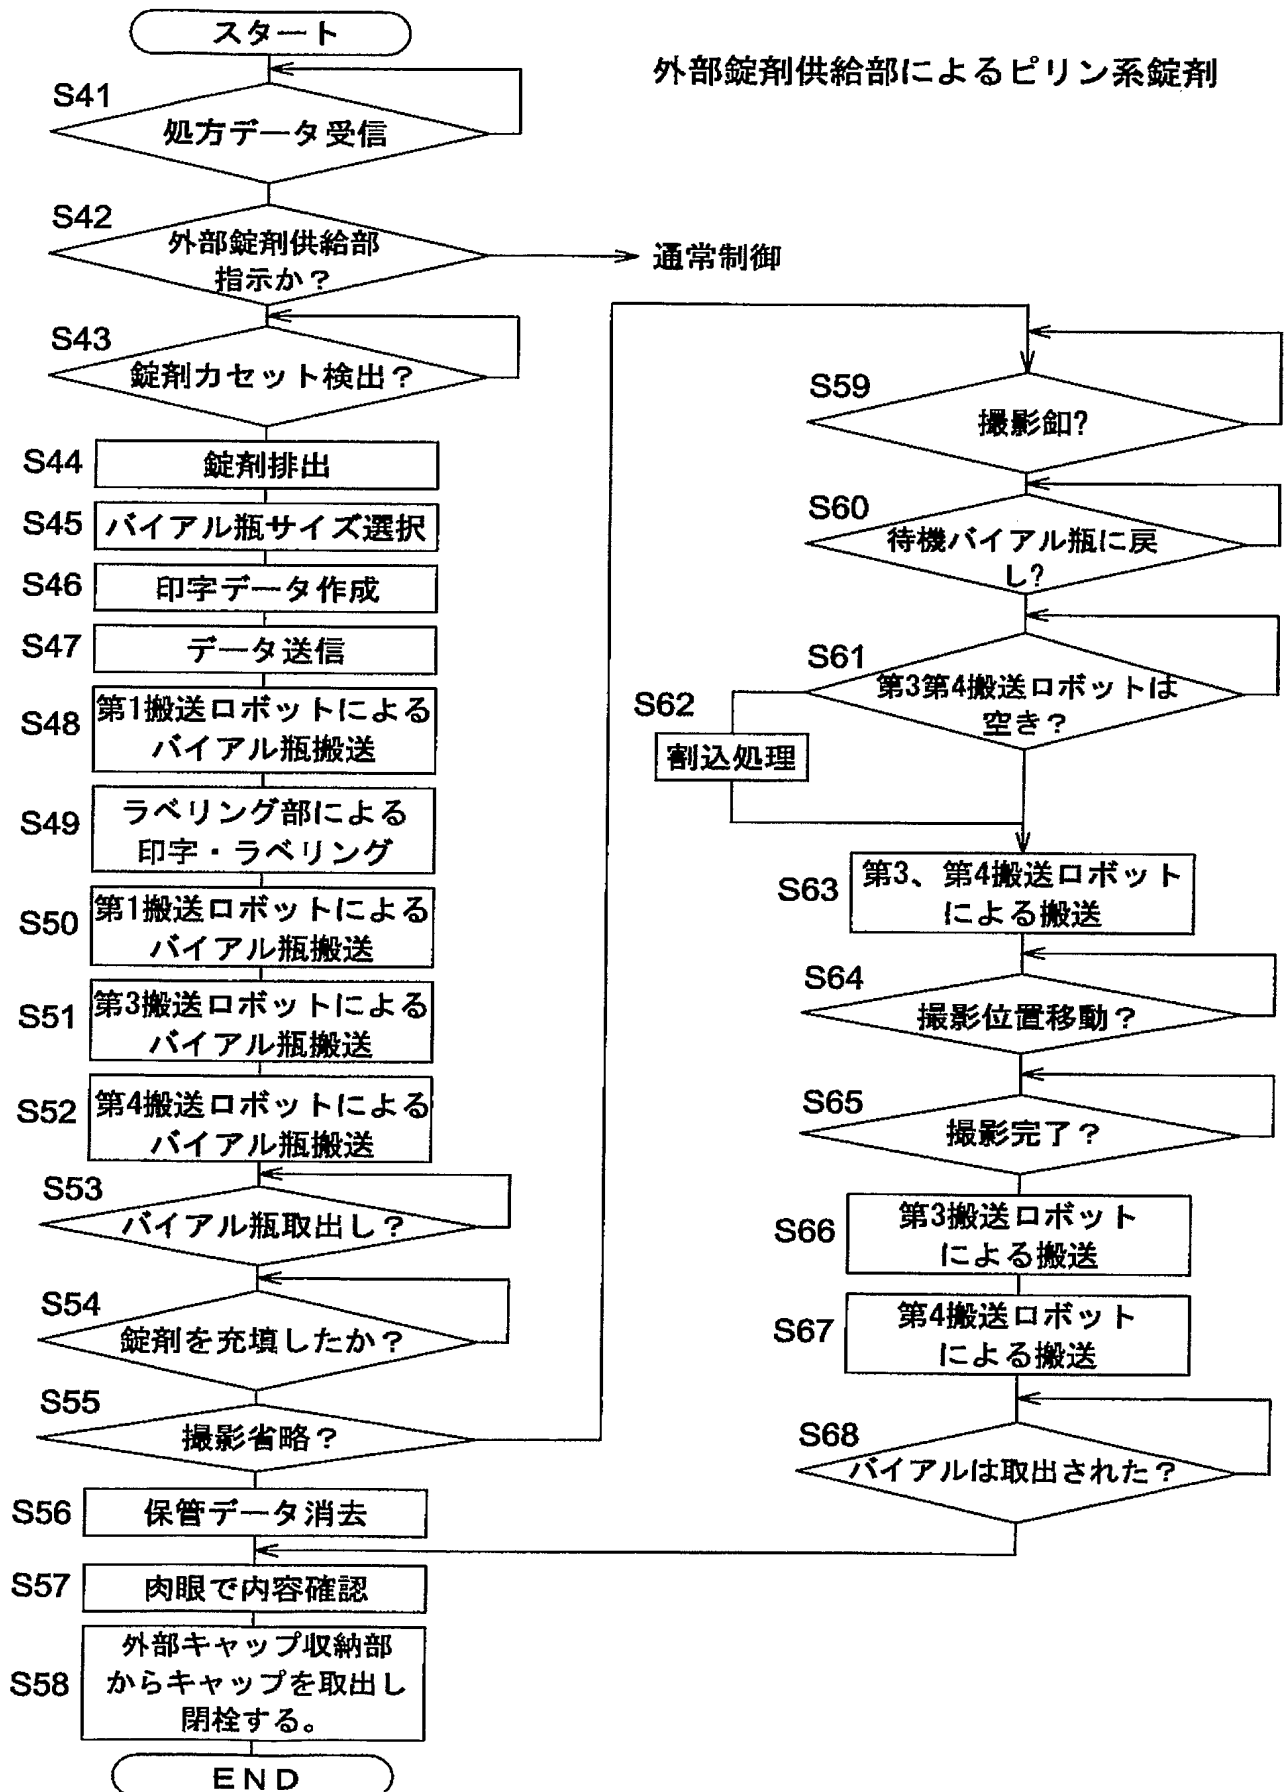 スタート
外部錠剤供給部によるピリン系錠剤
S41
処方データ受信
S42
外部錠剤供給部
指示か？
通常制御
S43
錠剤カセット検出？
S44
錠剤排出
S45
バイアル瓶サイズ選択
S46
印字データ作成
S47
データ送信
S48
第1搬送ロボットによる
バイアル瓶搬送
S49
ラベリング部による
印字・ラベリング
S50
第1搬送ロボットによる
バイアル瓶搬送
S51
第3搬送ロボットによる
バイアル瓶搬送
S52
第4搬送ロボットによる
バイアル瓶搬送
S53
バイアル瓶取出し？
S54
錠剤を充填したか？
S55
撮影省略？
S56
保管データ消去
S57
肉眼で内容確認
S58
外部キャップ収納部
からキャップを取出し
閉栓する。
END
S59
撮影釦?
S60
待機バイアル瓶に戻
し?
S61
第3第4搬送ロボットは
空き？
S62
割込処理
S63
第3、第4搬送ロボット
による搬送
S64
撮影位置移動？
S65
撮影完了？
S66
第3搬送ロボット
による搬送
S67
第4搬送ロボット
による搬送
S68
バイアルは取出された？